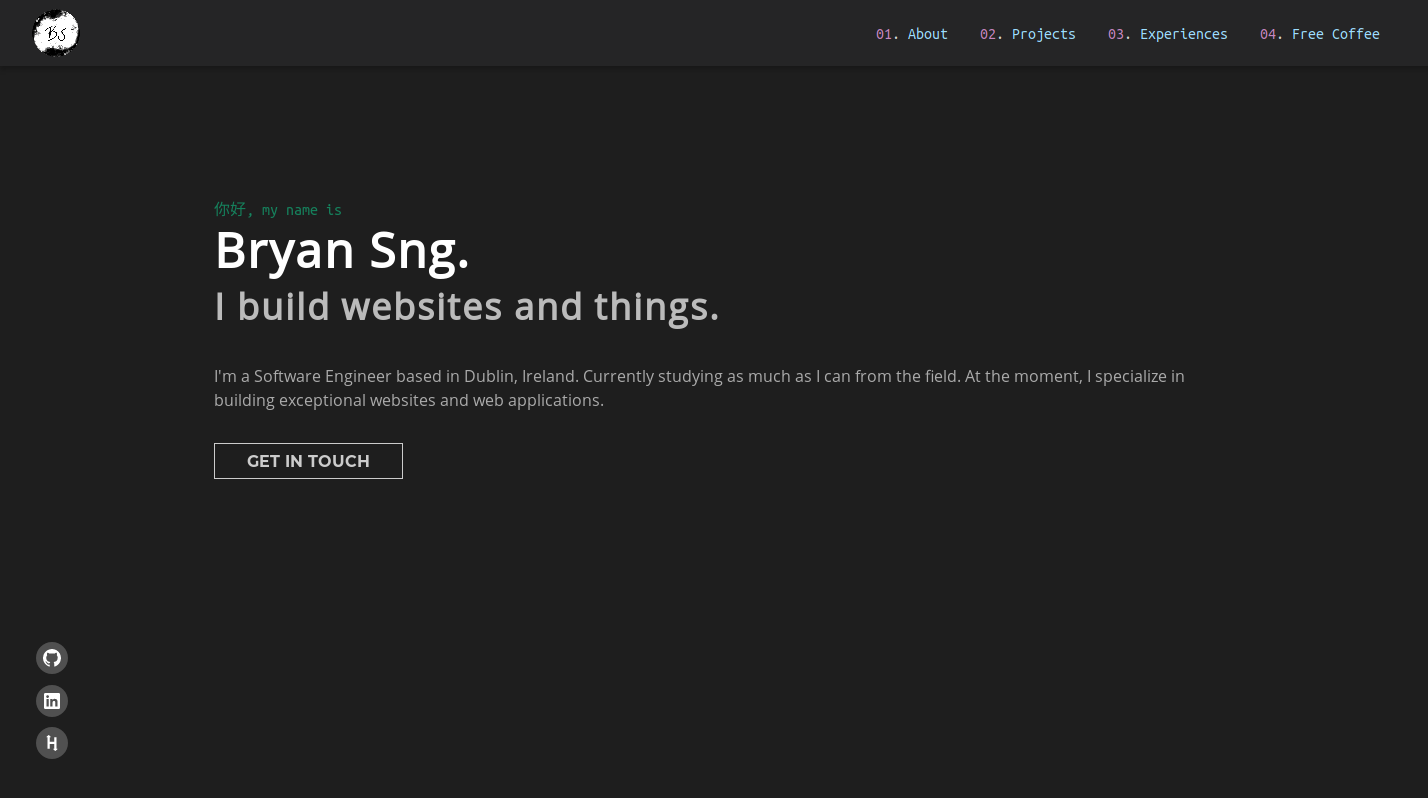 BS
01. About 02. Projects 03. Experiences 04. Free Coffee
你好, my name is
Bryan Sng.
I build websites and things.
I'm a Software Engineer based in Dublin, Ireland. Currently studying as much as I can from the field. At the moment, I specialize in
building exceptional websites and web applications.
GET IN TOUCH
in
H